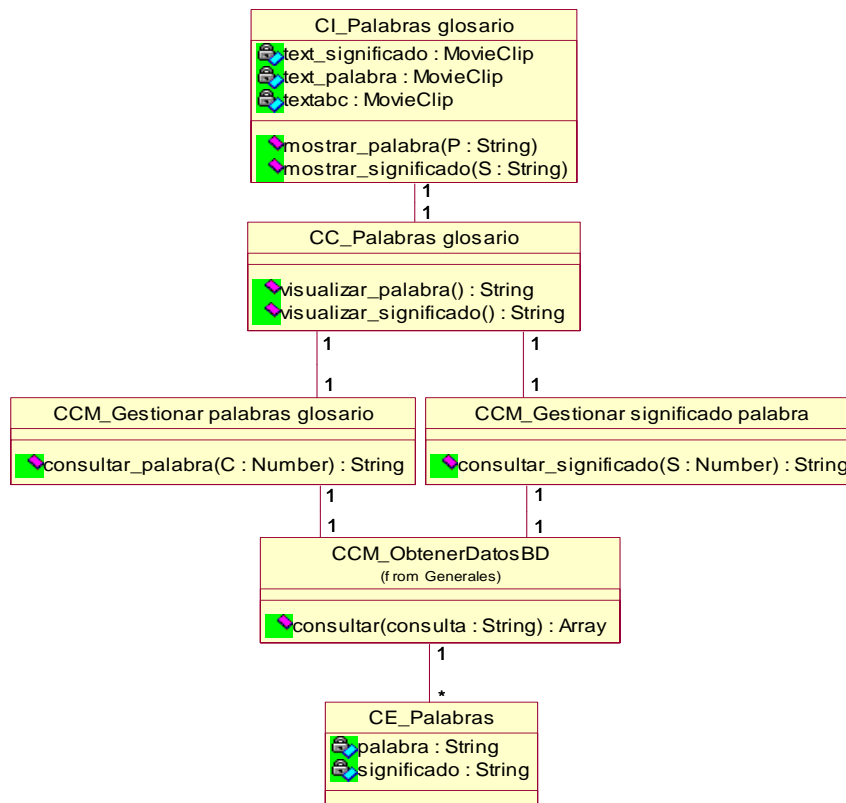 CI_Palabras glosario
text_significado : MovieClip
text_palabra : MovieClip
textabc : MovieClip
mostrar_palabra(P : String)
mostrar_significado(S : String)
1
1
CC_Palabras glosario
visualizar_palabra() : String
visualizar_significado() : String
1 1
1 1
CCM_Gestionar palabras glosario
consultar_palabra(C : Number) : String
CCM_Gestionar significado palabra
consultar_significado(S : Number) : String
1 1
1 1
CCM_ObtenerDatosBD
(f rom Generales)
consultar(consulta : String) : Array
1
*
CE_Palabras
palabra : String
significado : String